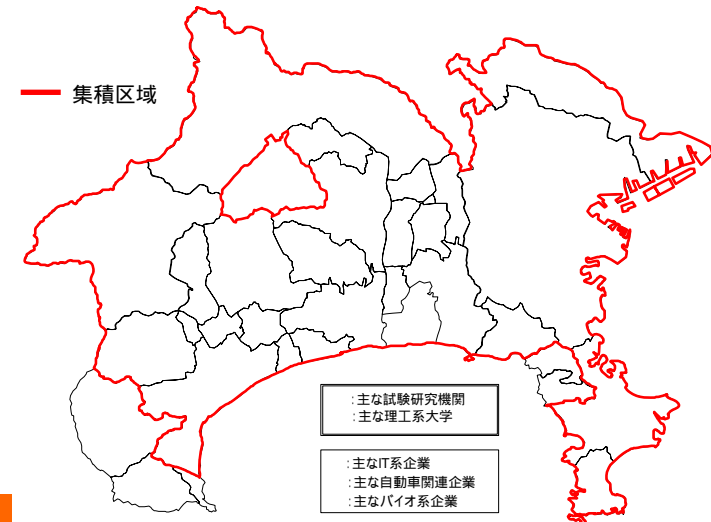 集積区域
:主な試験研究機関
:主な理工系大学
:主なIT系企業
:主な自動車関連企業
:主なバイオ系企業